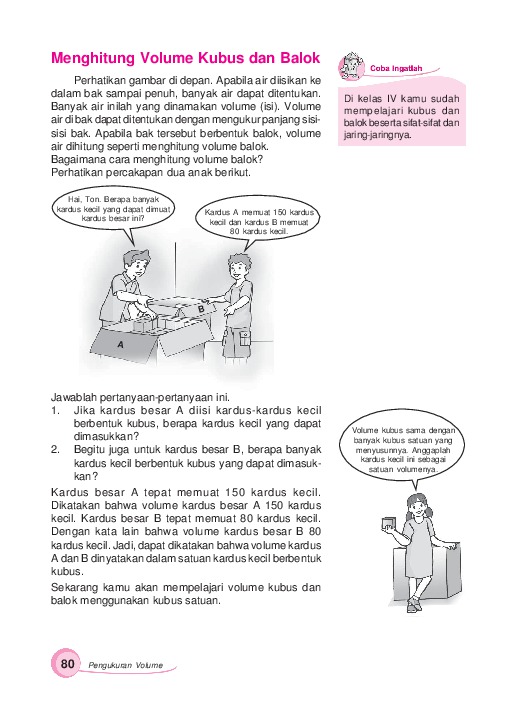 Menghitung Volume Kubus dan Balok
Perhatikan gambar di depan. Apabila air diisikan ke
dalam bak sampai penuh, banyak air dapat ditentukan.
Banyak air inilah yang dinamakan volume (isi). Volume
air di bak dapat ditentukan dengan mengukur panjang sisi-
sisi bak. Apabila bak tersebut berbentuk balok, volume
air dihitung seperti menghitung volume balok.
Bagaimana cara menghitung volume balok?
Perhatikan percakapan dua anak berikut.
Coba Ingatlah
Di kelas IV kamu sudah
mempelajari kubus dan
balok beserta sifat-sifat dan
jaring-jaringnya.
Hai, Ton. Berapa banyak
kardus kecil yang dapat dimuat
kardus besar ini?
Kardus A memuat 150 kardus
kecil dan kardus B memuat
80 kardus kecil.
B
A
Jawablah pertanyaan-pertanyaan ini.
1. Jika kardus besar A diisi kardus-kardus kecil
berbentuk kubus, berapa kardus kecil yang dapat
dimasukkan?
2. Begitu juga untuk kardus besar B, berapa banyak
kardus kecil berbentuk kubus yang dapat dimasuk-
kan?
Kardus besar A tepat memuat 150 kardus kecil.
Dikatakan bahwa volume kardus besar A 150 kardus
kecil. Kardus besar B tepat memuat 80 kardus kecil.
Dengan kata lain bahwa volume kardus besar B 80
kardus kecil. Jadi, dapat dikatakan bahwa volume kardus
A dan B dinyatakan dalam satuan kardus kecil berbentuk
kubus.
Sekarang kamu akan mempelajari volume kubus dan
balok menggunakan kubus satuan.
Volume kubus sama dengan
banyak kubus satuan yang
menyusunnya. Anggaplah
kardus kecil ini sebagai
satuan volumenya.
80 Pengukuran Volume